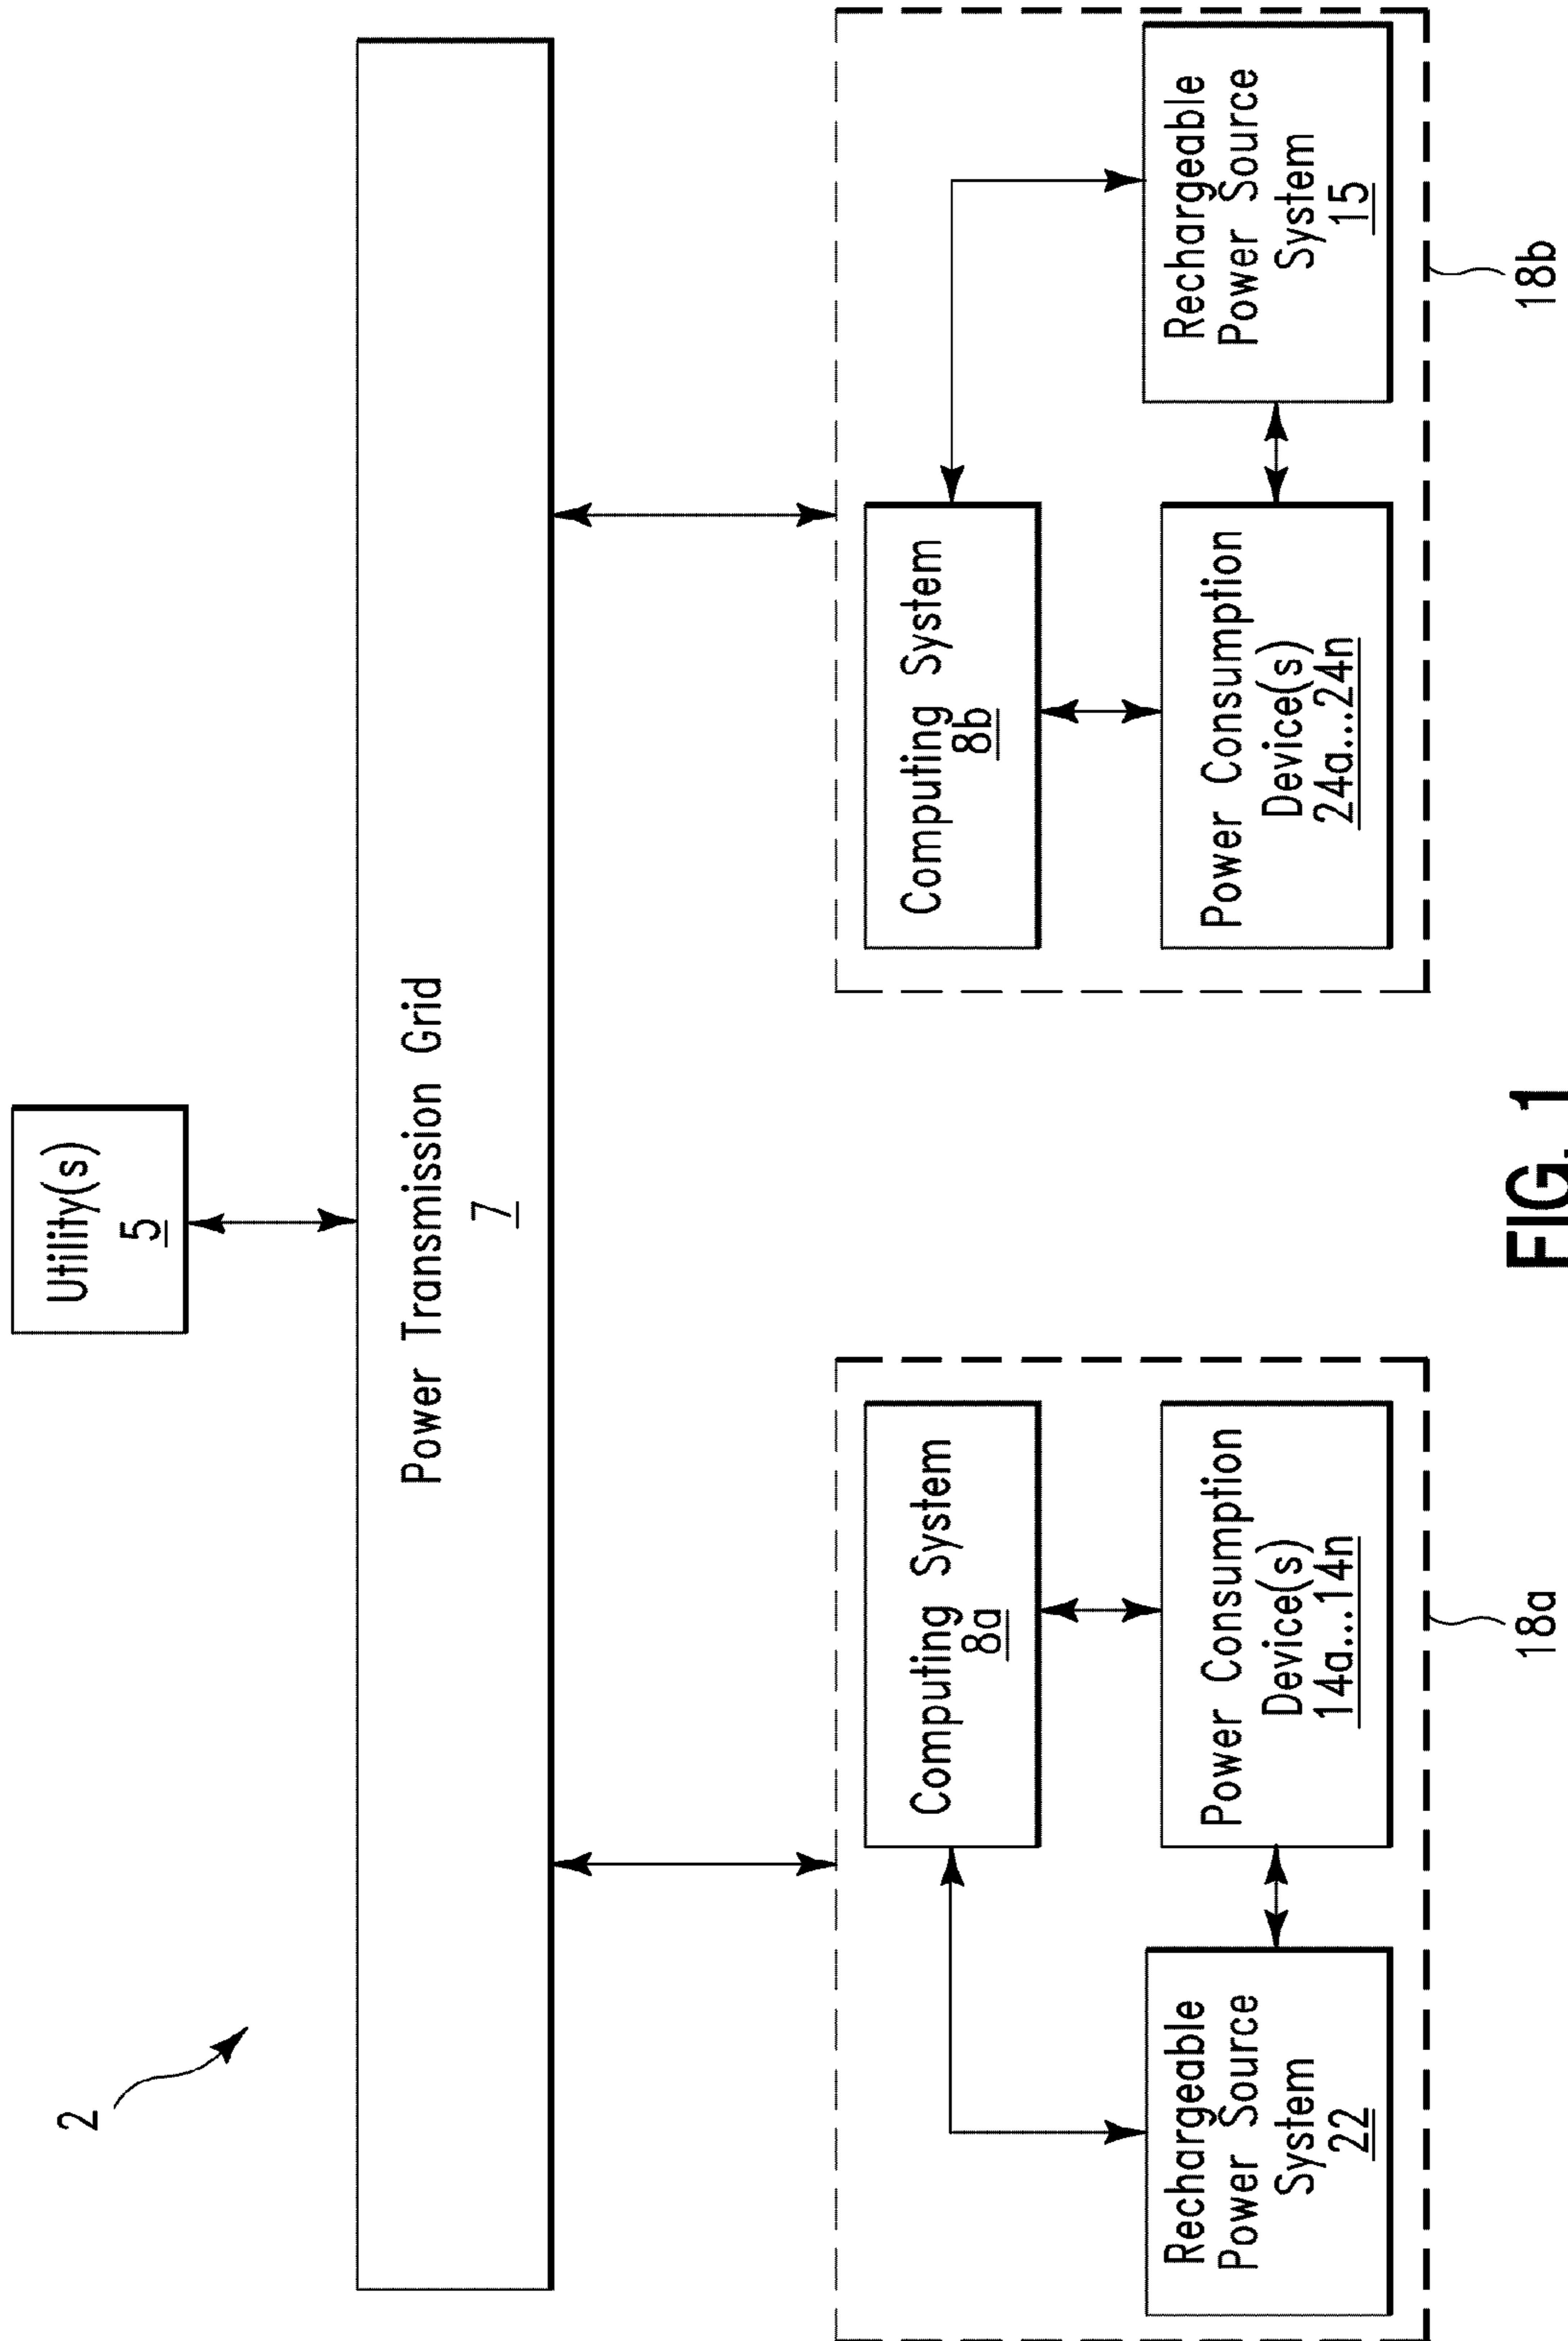 2
Utility(s)
5
Power Transmission Grid
7
Computing System
8a
Computing System
8b
Rechargeable
Power Source
System
22
Power Consumption
Device(s)
14a...14n
Power Consumption
Device(s)
24a...24n
Rechargeable
Power Source
System
15
18a
18b
FIG. 1